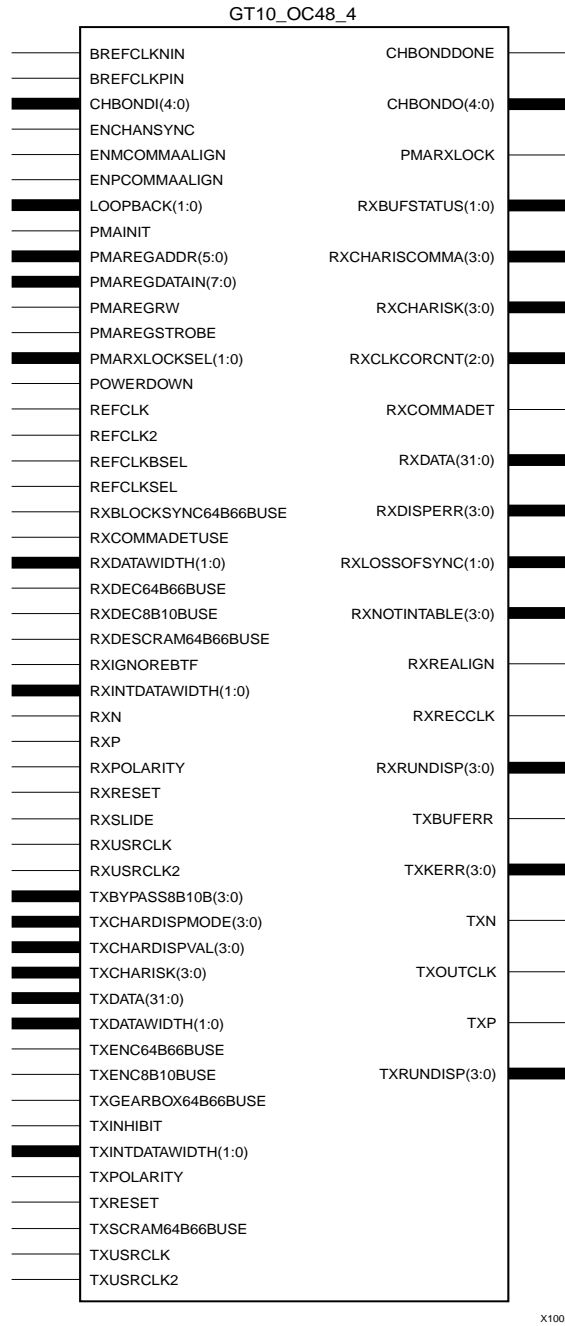 GT10_OC48_4
BREFCLKNIN
BREFCLKPIN
CHBONDI(4:0)
ENCHANSYNC
ENMCOMMAALIGN
ENPCOMMAALIGN
LOOPBACK(1:0)
PMAINIT
PMAREGADDR(5:0)
PMAREGDATAIN(7:0)
PMAREGRW
PMAREGSTROBE
PMARXLOCKSEL(1:0)
POWERDOWN
REFCLK
REFCLK2
REFCLKBSEL
REFCLKSEL
RXBLOCKSYNC64B66BUSE
RXCOMMADETUSE
RXDATAWIDTH(1:0)
RXDEC64B66BUSE
RXDEC8B10BUSE
RXDESCRAM64B66BUSE
RXIGNOREBTF
RXINTDATAWIDTH(1:0)
RXN
RXP
RXPOLARITY
RXRESET
RXSLIDE
RXUSRCLK
RXUSRCLK2
TXBYPASS8B10B(3:0)
TXCHARDISPMODE(3:0)
TXCHARDISPVAL(3:0)
TXCHARISK(3:0)
TXDATA(31:0)
TXDATAWIDTH(1:0)
TXENC64B66BUSE
TXENC8B10BUSE
TXGEARBOX64B66BUSE
TXINHIBIT
TXINTDATAWIDTH(1:0)
TXPOLARITY
TXRESET
TXSCRAM64B66BUSE
TXUSRCLK
TXUSRCLK2
CHBONDDONE
CHBONDO(4:0)
PMARXLOCK
RXBUFSTATUS(1:0)
RXCHARISCOMMA(3:0)
RXCHARISK(3:0)
RXCLKCORCNT(2:0)
RXCOMMADET
RXDATA(31:0)
RXDISPERR(3:0)
RXLOSSOFSYNC(1:0)
RXNOTINTABLE(3:0)
RXREALIGN
RXRECCLK
RXRUNDISP(3:0)
TXBUFERR
TXKERR(3:0)
TXN
TXOUTCLK
TXP
TXRUNDISP(3:0)
X100